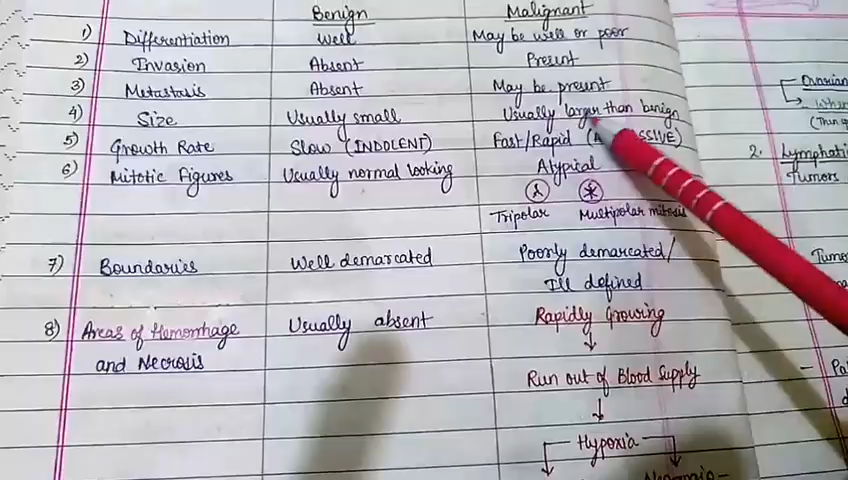 Benign Malignant
1) Differentiation Well May be well or poor
2) Invasion Absent Present
3) Metastasis Absent May be present
4) Size Usually small Usually larger than benign
5) Growth Rate Slow (INDOLENT) Fast/Rapid
6) Mitotic figures Usually normal looking Atypical
Tripolar Multipolar mitosis
7) Boundaries Well demarcated Poorly demarcated/
Ill defined
8) Areas of Hemorrhage Usually absent Rapidly Growing
and Necrosis
Run out of Blood Supply
Hypoxia
Ovarian
2. Lymphatic
Tumors